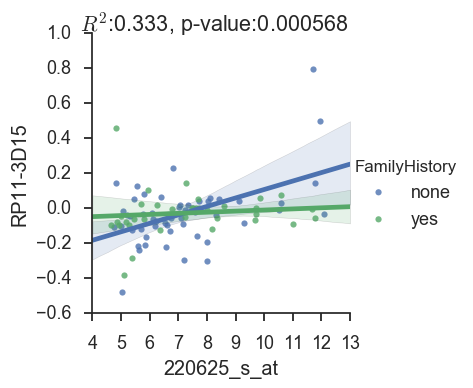 R²:0.333, p-value:0.000568
1.0
0.8
0.6
0.4
0.2
0.0
−0.2
−0.4
−0.6
RP11-3D15
4 5 6 7 8 9 10 11 12 13
220625_s_at
FamilyHistory
none
yes